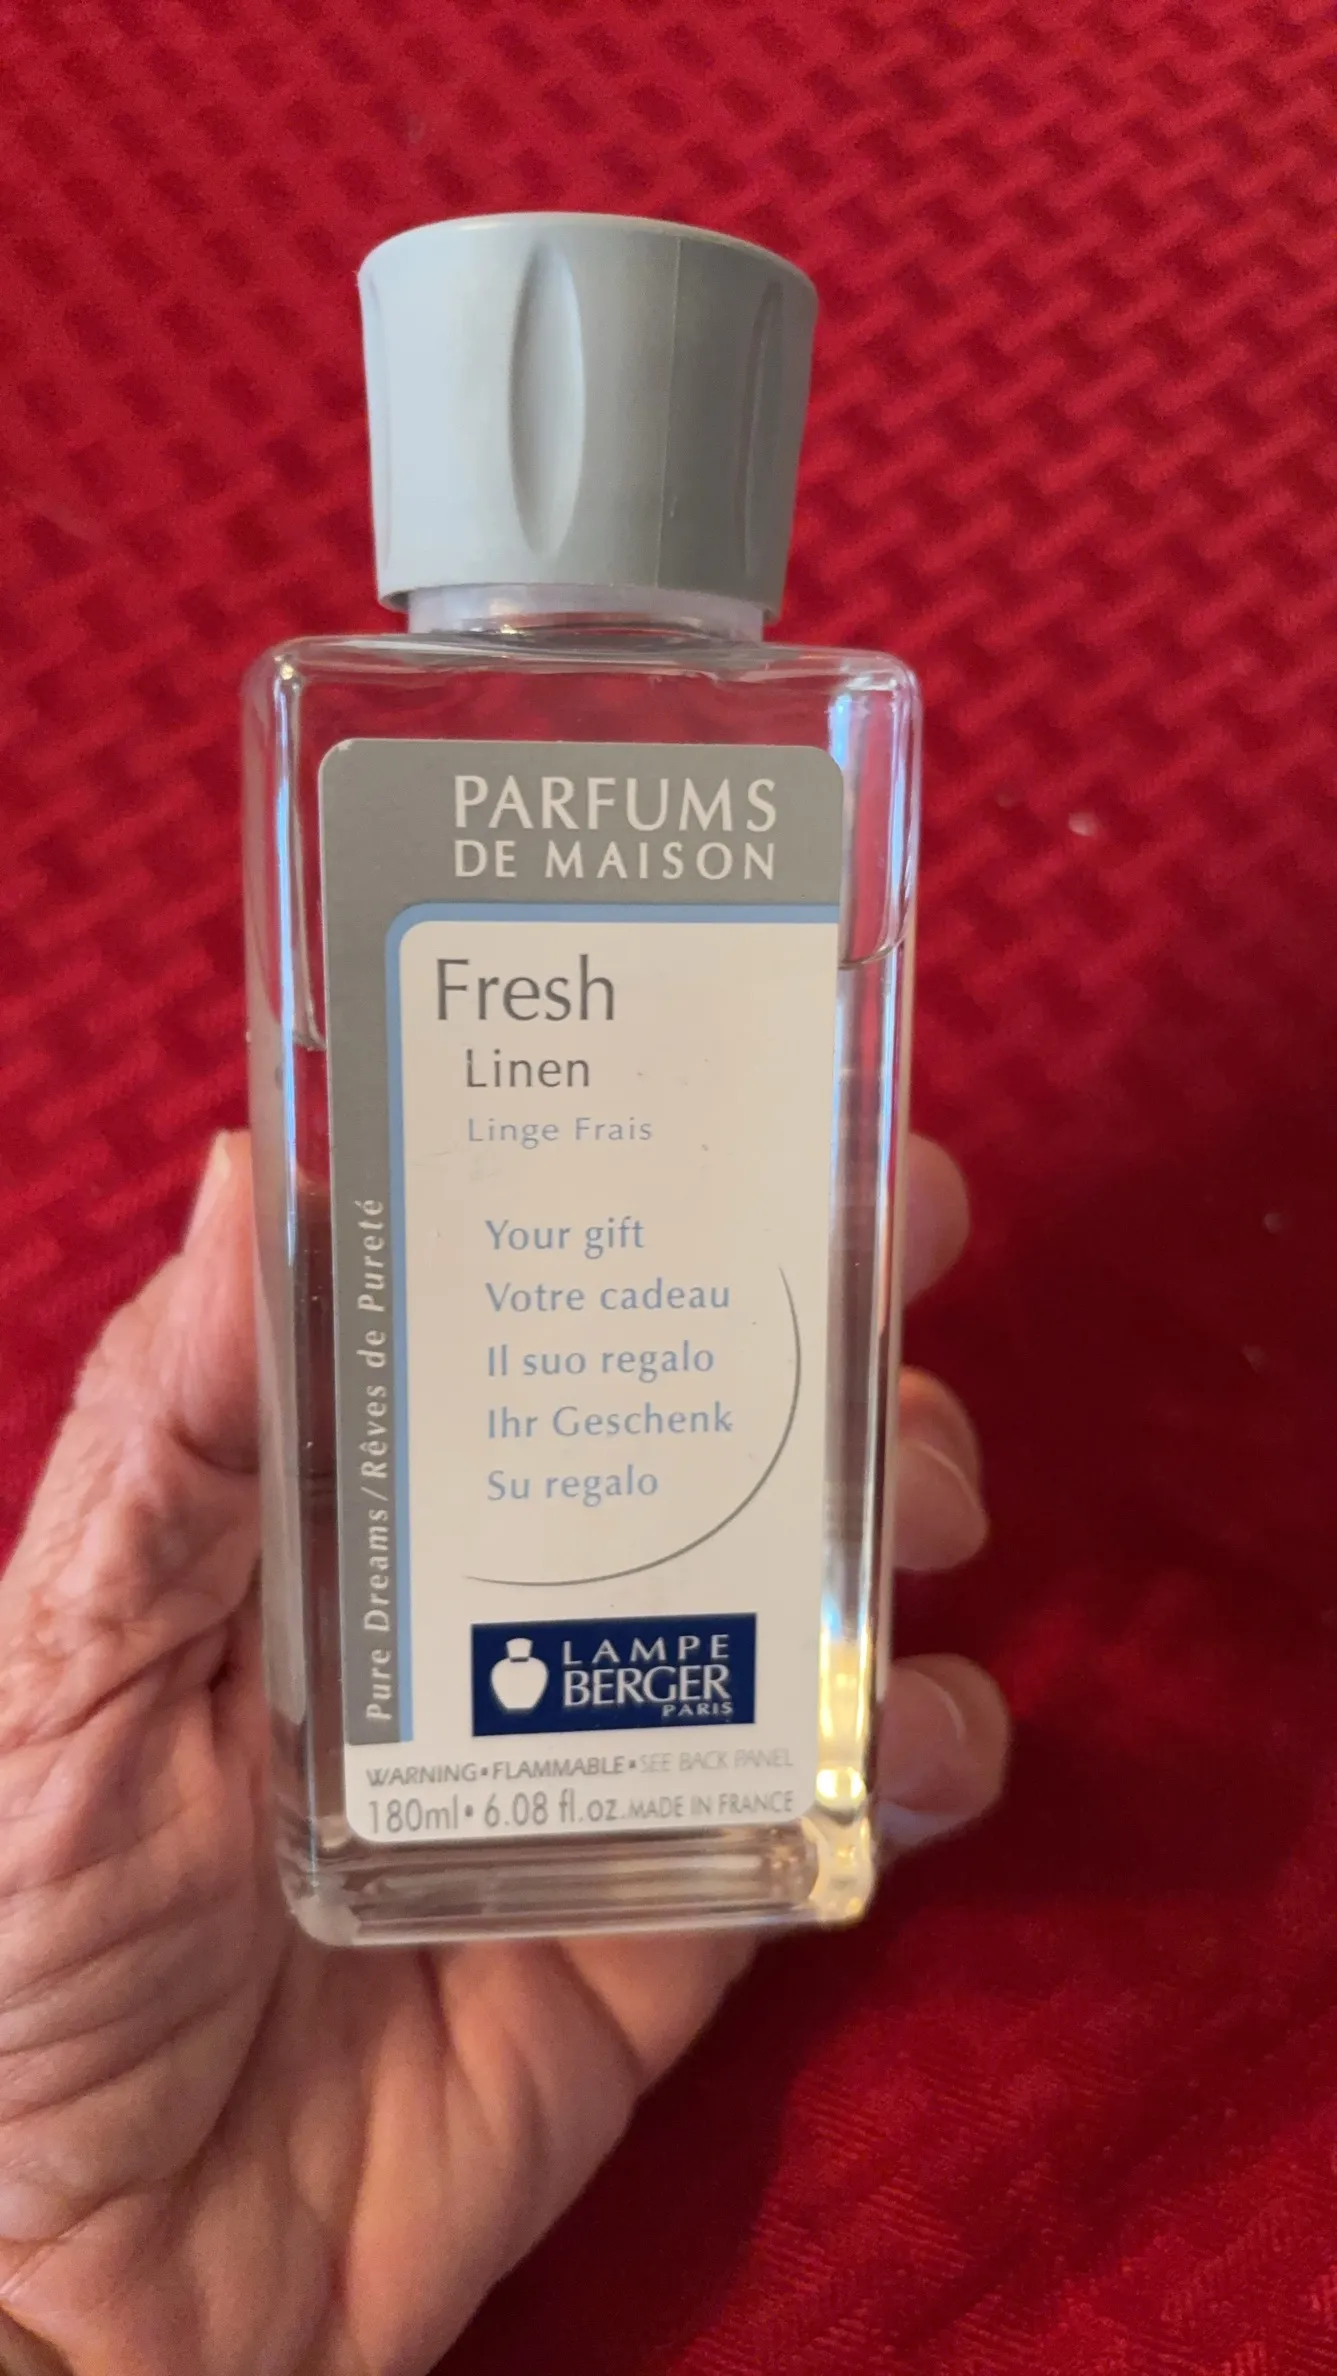 PARFUMS
DE MAISON
Fresh
Linen
Linge Frais
Your gift
Votre cadeau
Il suo regalo
Ihr Geschenk
Su regalo
Pure Dreams/Rêves de Pureté
LAMPE
BERGER
PARIS
WARNING▪FLAMMABLE▪SEE BACK PANEL
180ml• 6.08 fl.oz.MADE IN FRANCE